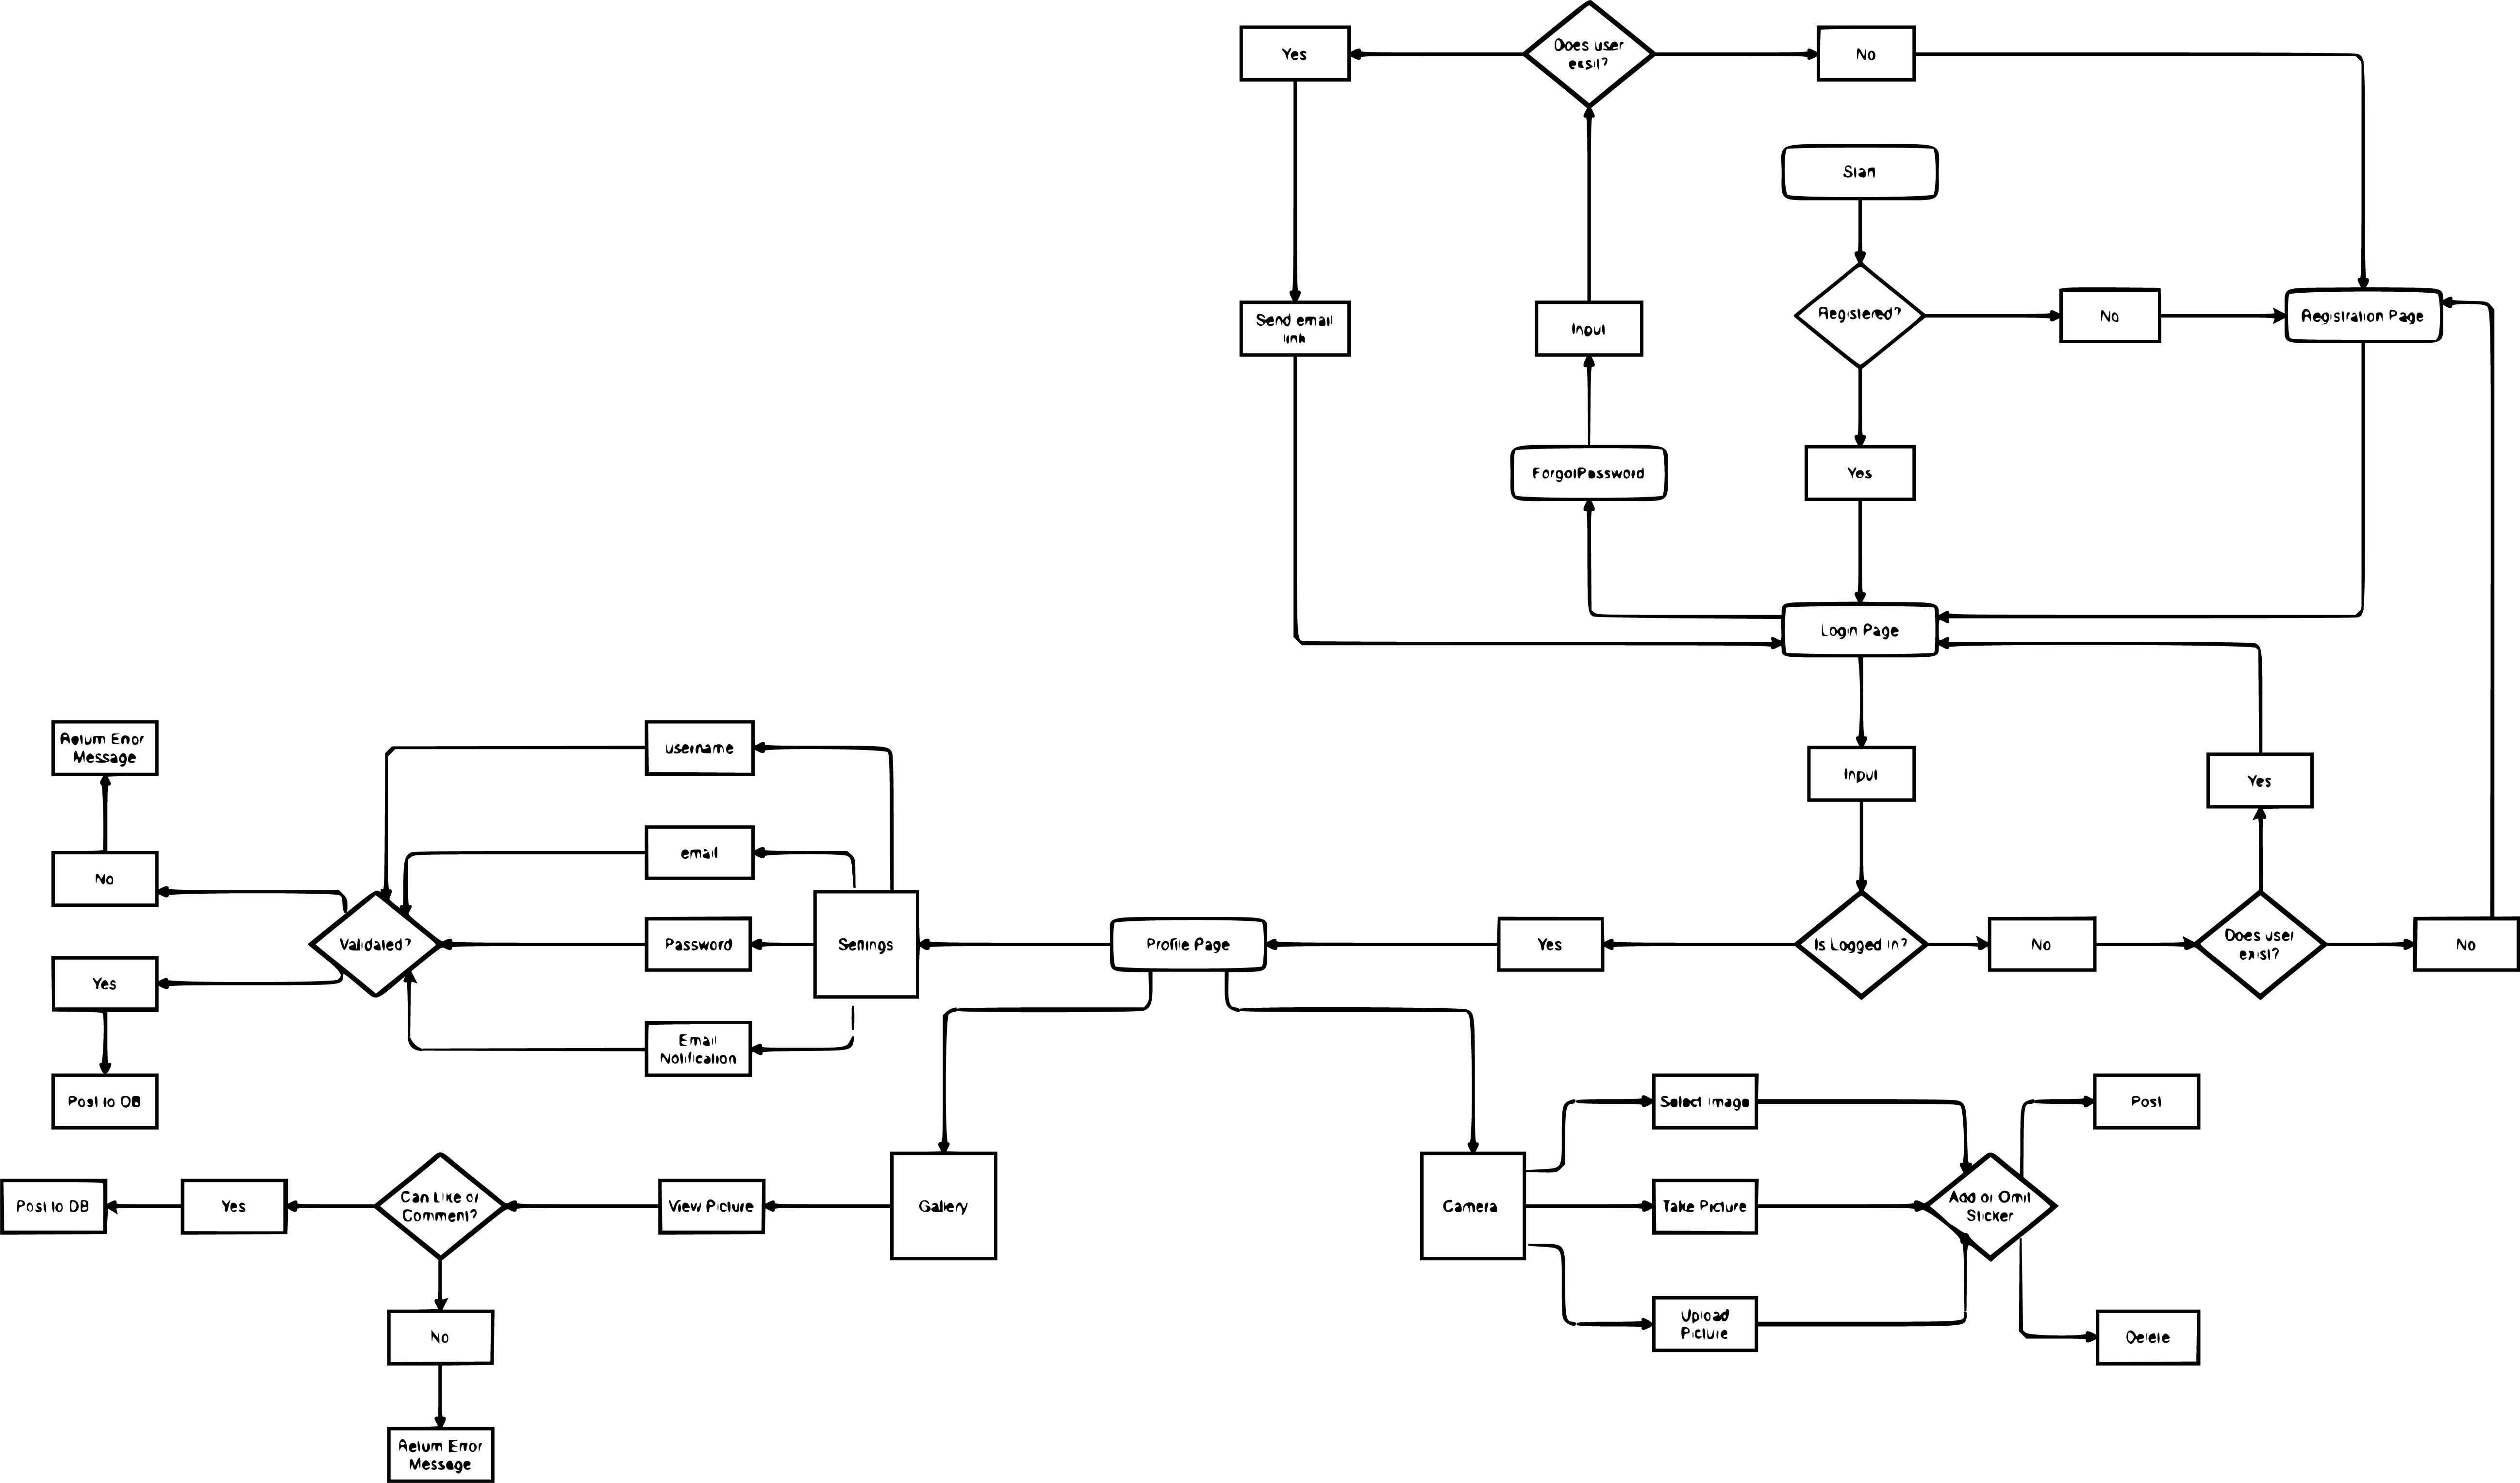 Yes
Does user
easil?
No
Start
Send email
link
Input
Registered?
No
Registration Page
ForgotPassword
Yes
Login Page
Return Error
Message
username
Input
Yes
email
No
Validated?
Password
Settings
Profile Page
Yes
Is Logged in?
No
Does user
exist?
No
Yes
Email
Notification
Post to DB
Select Image
Post
Post to DB
Yes
Can Like or
Comment?
View Picture
Gallery
Camera
Take Picture
Add or Omit
Sticker
Upload
Picture
No
Delete
Return Error
Message